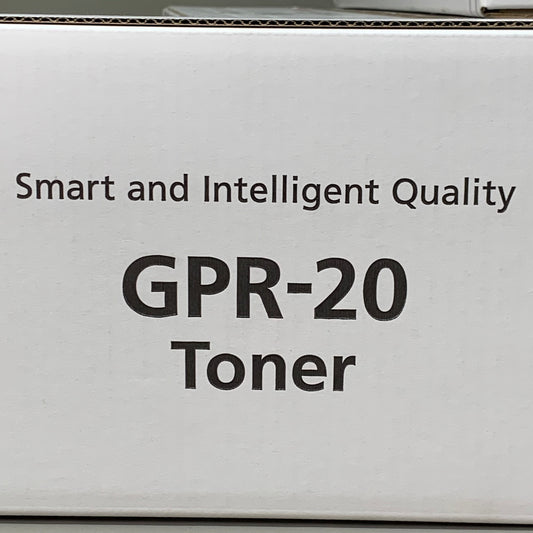 Smart and Intelligent Quality
GPR-20
Toner